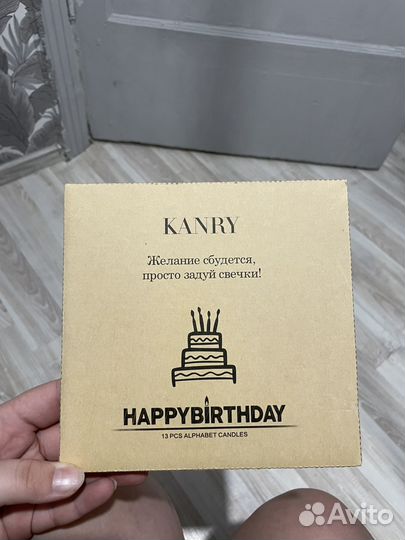 KANRY
Желание сбудется,
просто задуй свечки!
HAPPYBIRTHDAY
13 PCS ALPHABET CANDLES
Avito